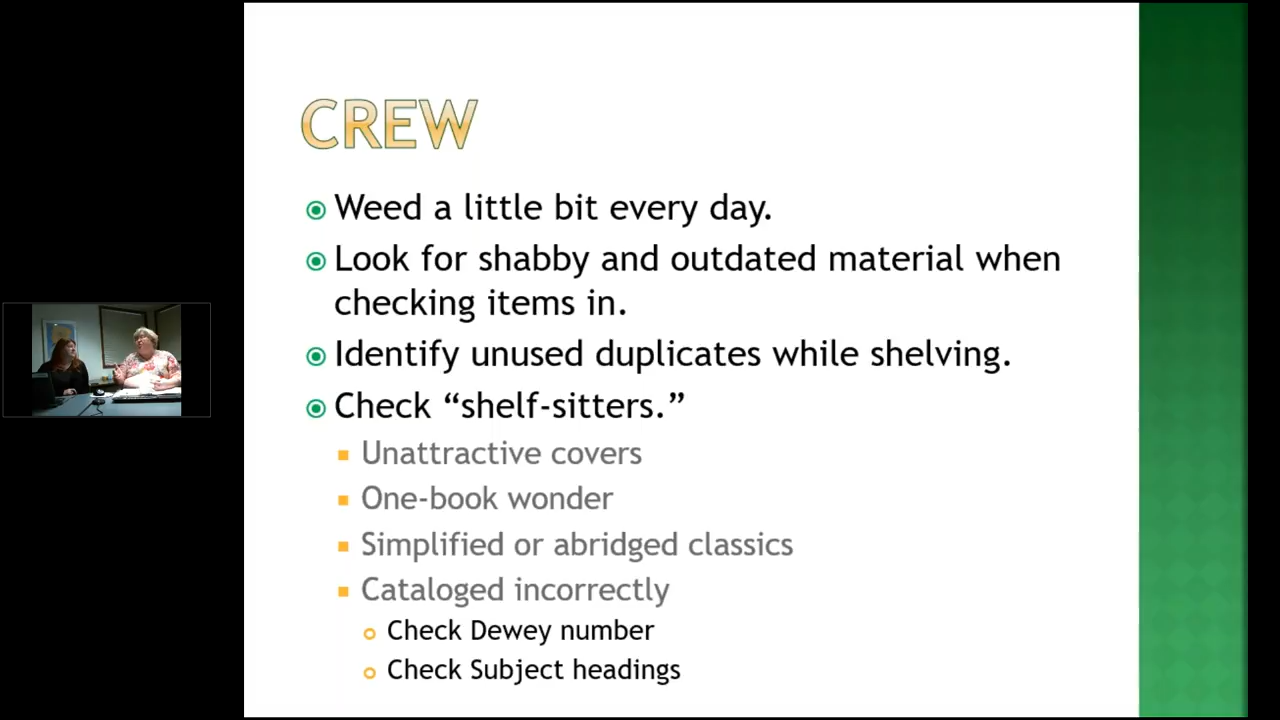 CREW
Weed a little bit every day.
Look for shabby and outdated material when
checking items in.
Identify unused duplicates while shelving.
Check “shelf-sitters.”
Unattractive covers
One-book wonder
Simplified or abridged classics
Cataloged incorrectly
Check Dewey number
Check Subject headings